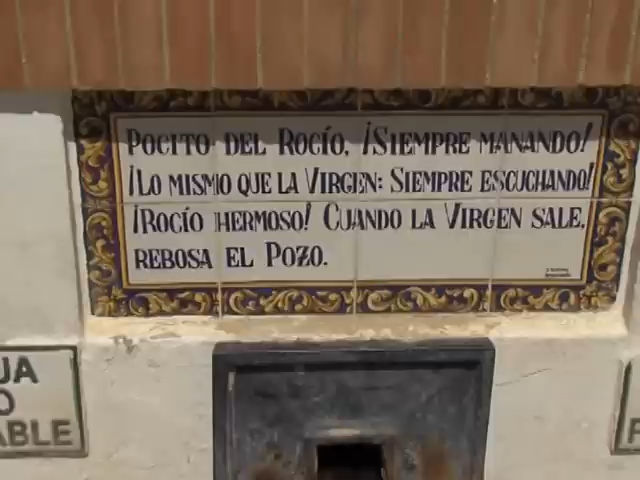 POCITO DEL ROCÍO, ¡SIEMPRE MANANDO!
¡LO MISMO QUE LA VIRGEN: SIEMPRE ESCUCHANDO!
¡ROCÍO HERMOSO! CUANDO LA VIRGEN SALE,
REBOSA EL POZO.
UA
O
ABLE